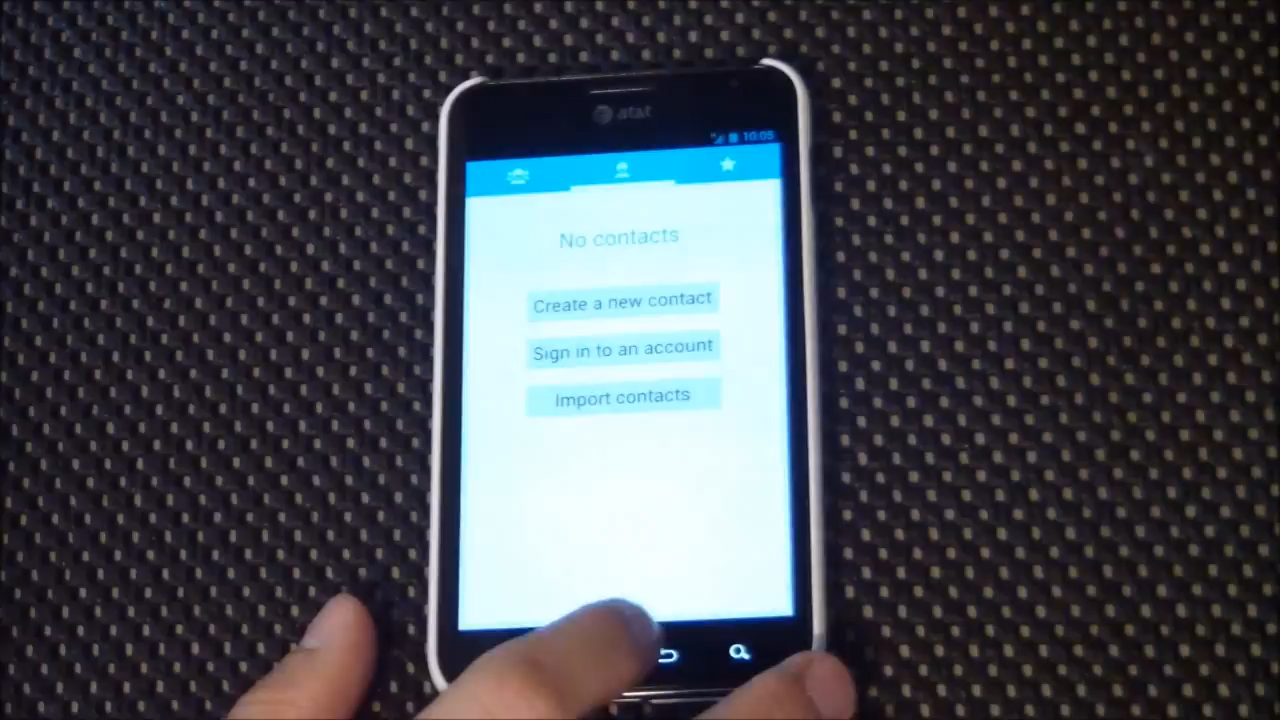 at&t
10:05
No contacts
Create a new contact
Sign in to an account
Import contacts